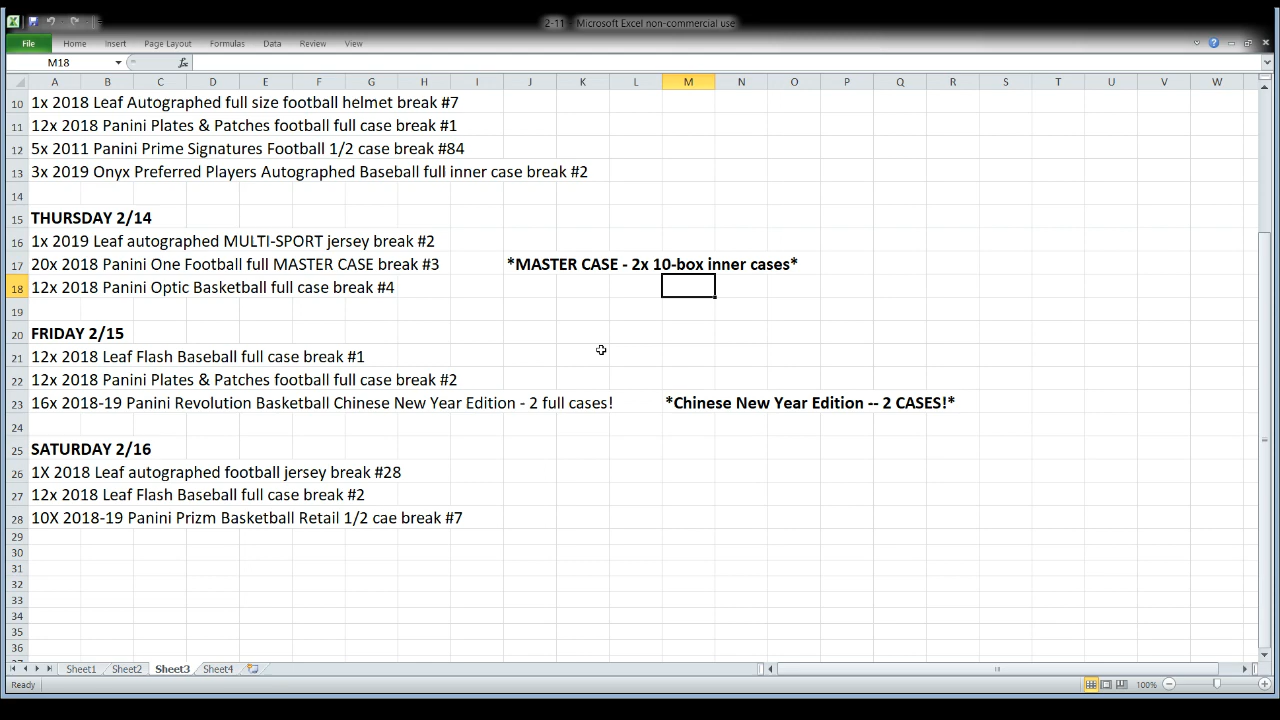 2-11 - Microsoft Excel non-commercial use
File Home Insert Page Layout Formulas Data Review View
M18 fx
A B C D E F G H I J K L M N O P Q R S T U V W
10 1x 2018 Leaf Autographed full size football helmet break #7
11 12x 2018 Panini Plates & Patches football full case break #1
12 5x 2011 Panini Prime Signatures Football 1/2 case break #84
13 3x 2019 Onyx Preferred Players Autographed Baseball full inner case break #2
14
15 THURSDAY 2/14
16 1x 2019 Leaf autographed MULTI-SPORT jersey break #2
17 20x 2018 Panini One Football full MASTER CASE break #3 *MASTER CASE - 2x 10-box inner cases*
18 12x 2018 Panini Optic Basketball full case break #4
19
20 FRIDAY 2/15
21 12x 2018 Leaf Flash Baseball full case break #1
22 12x 2018 Panini Plates & Patches football full case break #2
23 16x 2018-19 Panini Revolution Basketball Chinese New Year Edition - 2 full cases! *Chinese New Year Edition -- 2 CASES!*
24
25 SATURDAY 2/16
26 1X 2018 Leaf autographed football jersey break #28
27 12x 2018 Leaf Flash Baseball full case break #2
28 10X 2018-19 Panini Prizm Basketball Retail 1/2 cae break #7
29
30
31
32
33
34
35
36
Sheet1 Sheet2 Sheet3 Sheet4
Ready 100%